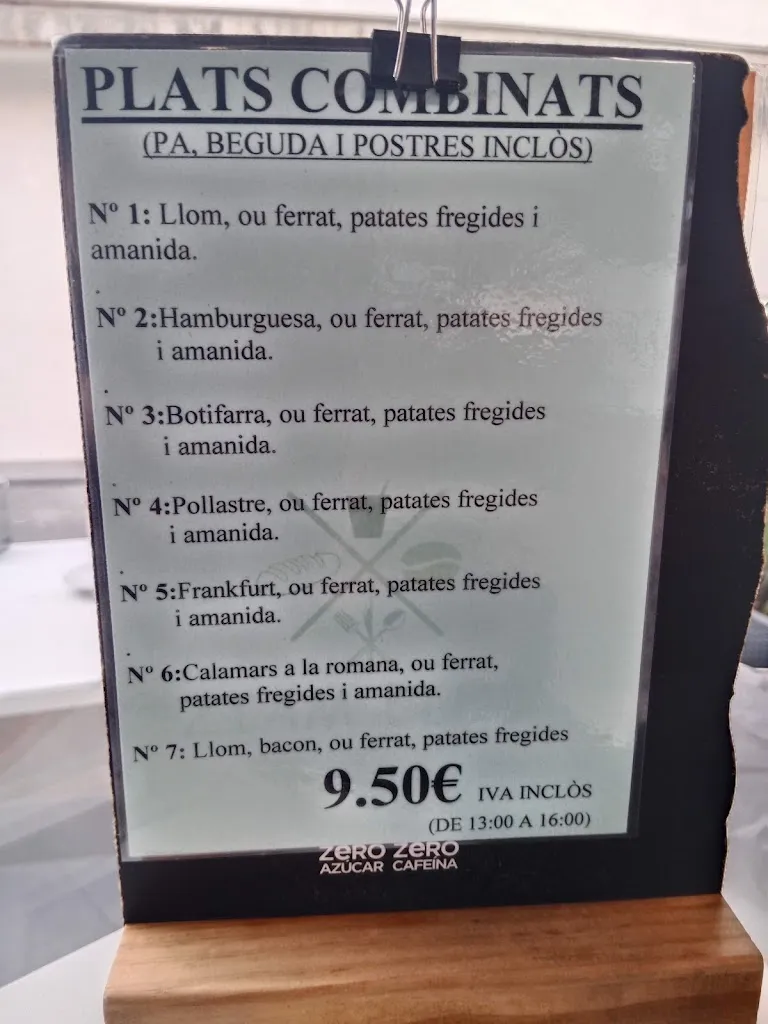 PLATS COMBINATS
(PA, BEGUDA I POSTRES INCLÒS)
Nº 1: Llom, ou ferrat, patates fregides i
amanida.
.
Nº 2:Hamburguesa, ou ferrat, patates fregides
i amanida.
.
Nº 3:Botifarra, ou ferrat, patates fregides
i amanida.
.
Nº 4:Pollastre, ou ferrat, patates fregides
i amanida.
.
Nº 5:Frankfurt, ou ferrat, patates fregides
i amanida.
.
Nº 6:Calamars a la romana, ou ferrat,
patates fregides i amanida.
Nº 7: Llom, bacon, ou ferrat, patates fregides
9.50€ IVA INCLÒS
(DE 13:00 A 16:00)
ZERO ZERO
AZÚCAR CAFEÍNA